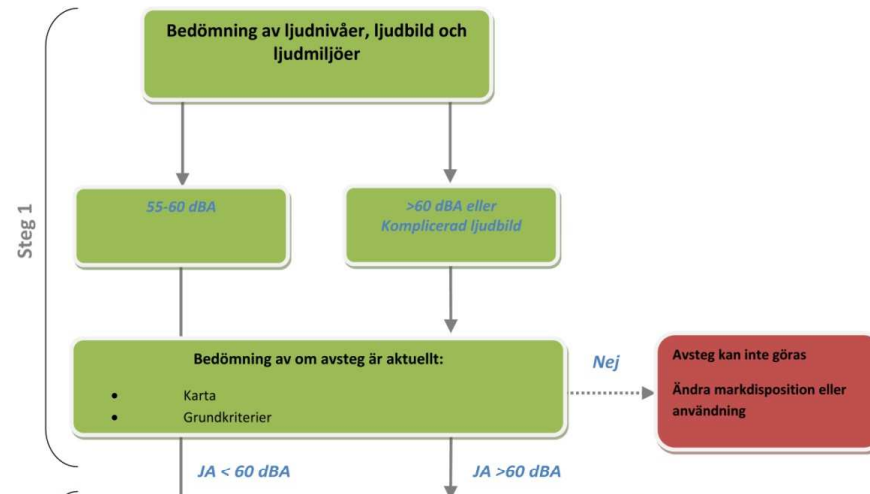 Bedömning av ljudnivåer, ljudbild och
ljudmiljöer
Steg 1
55-60 dBA
>60 dBA eller
Komplicerad ljudbild
Bedömning av om avsteg är aktuellt:
• Karta
• Grundkriterier
Nej
Avsteg kan inte göras
Ändra markdisposition eller
användning
JA < 60 dBA
JA >60 dBA